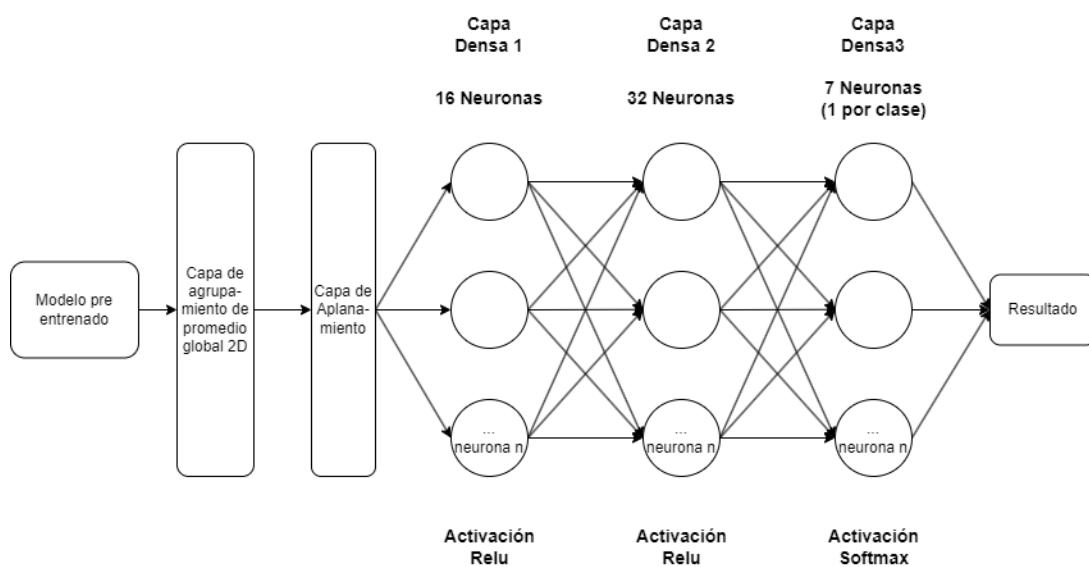 Capa
Densa 1
16 Neuronas
Capa
Densa 2
32 Neuronas
Capa
Densa3
7 Neuronas
(1 por clase)
Modelo pre
entrenado
Capa de
agrupa-
miento de
promedio
global 2D
Capa de
Aplana-
miento
...
neurona n
...
neurona n
...
neurona n
Resultado
Activación
Relu
Activación
Relu
Activación
Softmax